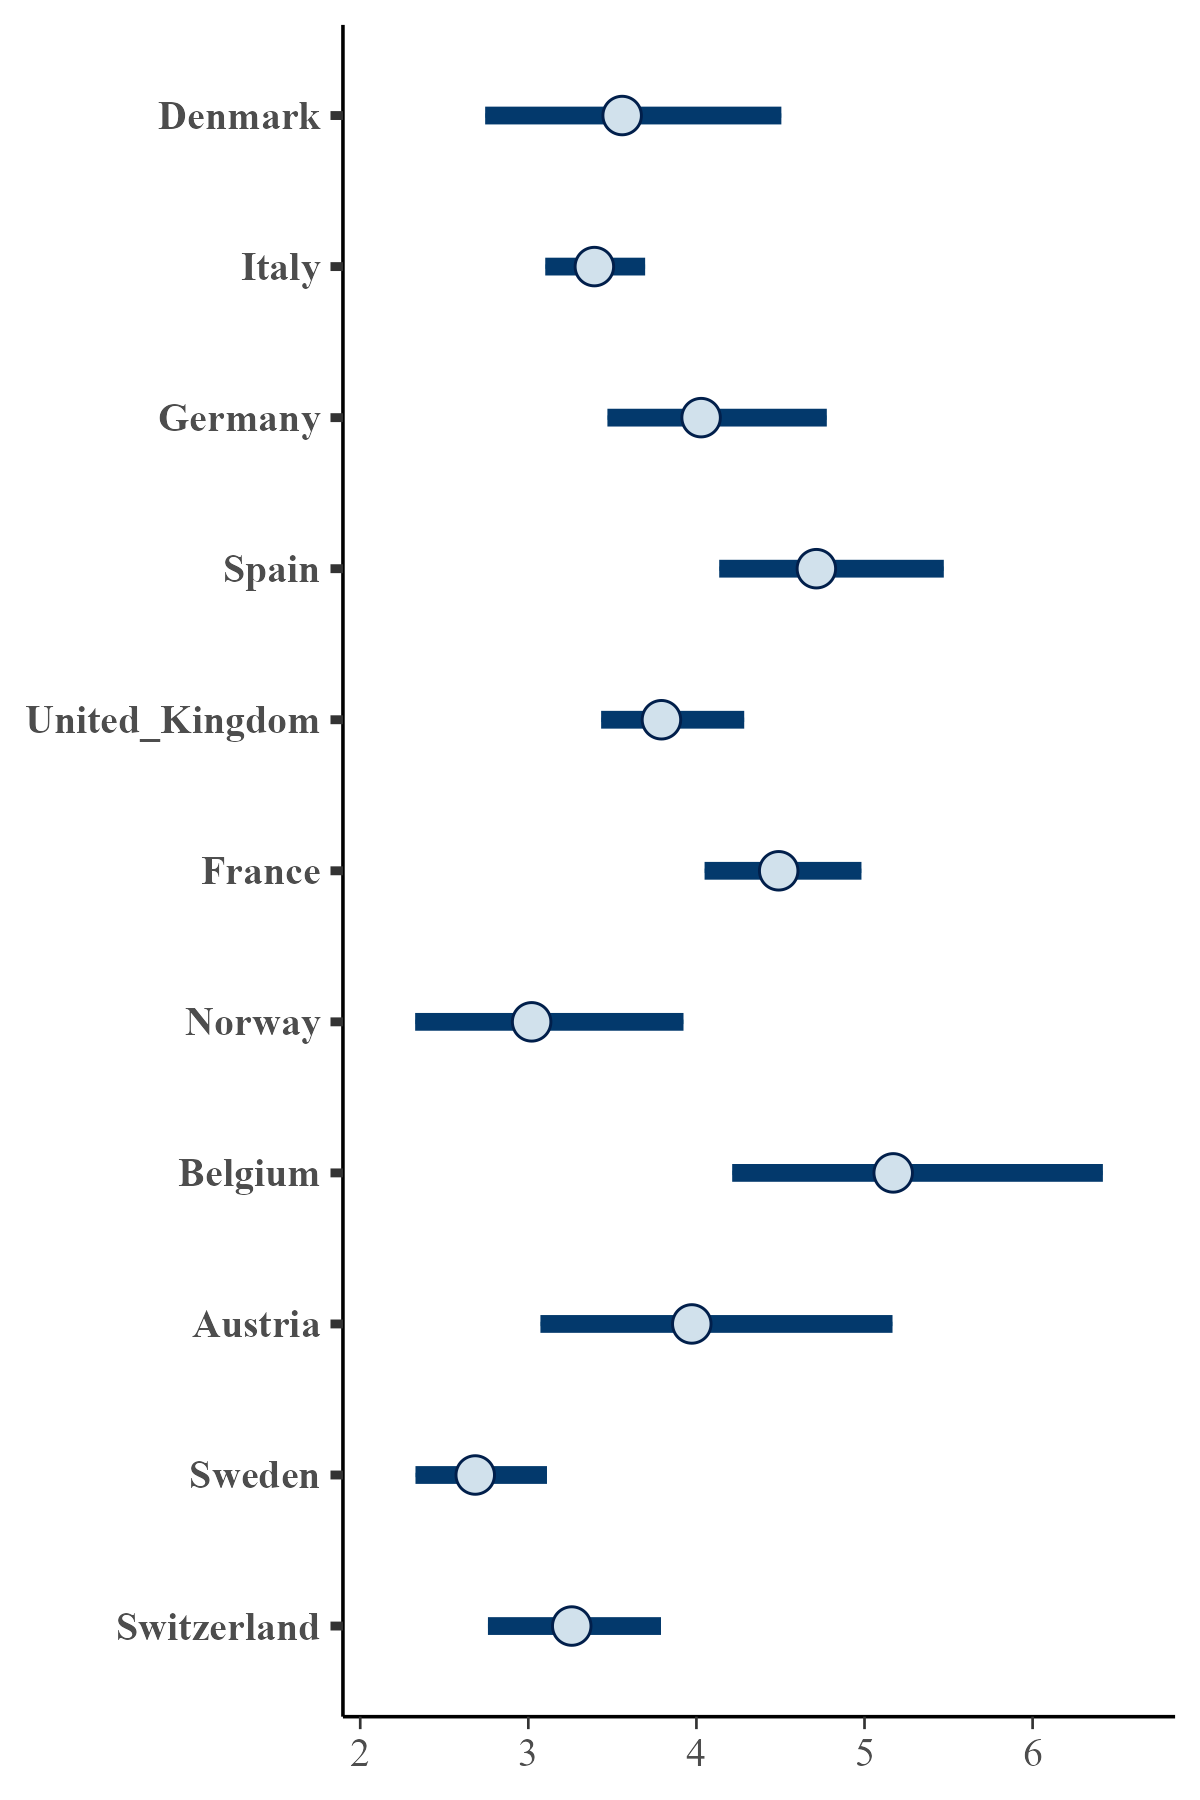 Denmark
Italy
Germany
Spain
United_Kingdom
France
Norway
Belgium
Austria
Sweden
Switzerland
2 3 4 5 6